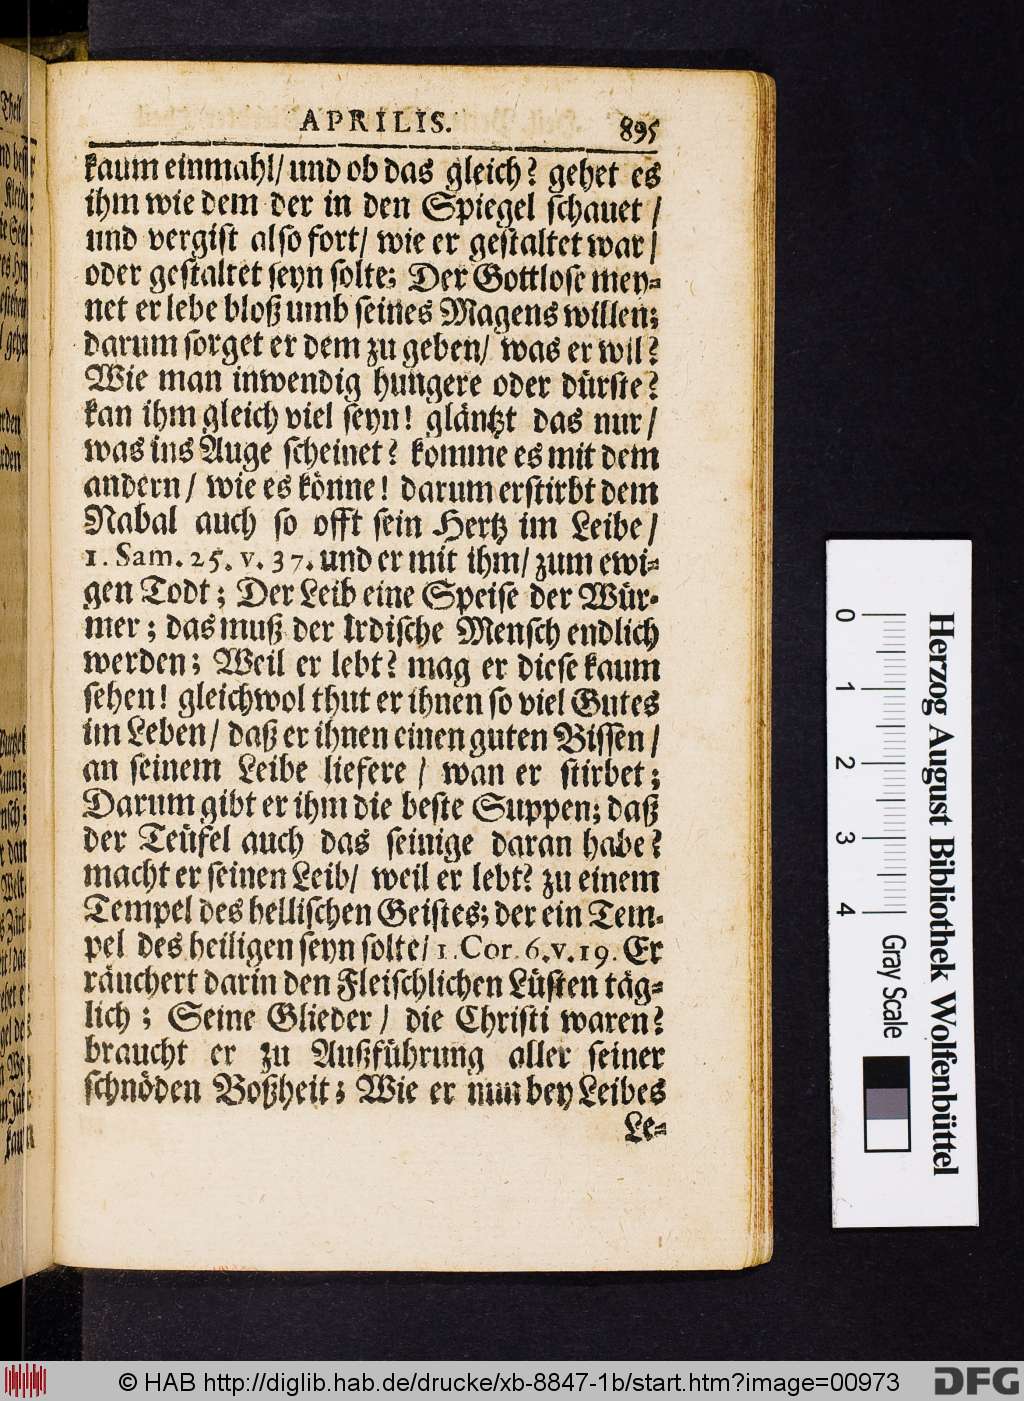 APRILIS. 895
kaum einmahl/ und ob das gleich? gehet es
ihm wie dem der in den Spiegel schauet /
und vergist also fort/ wie er gestaltet war /
oder gestaltet seyn solte; Der Gottlose mey-
net er lebe bloß umb seines Magens willen;
darum sorget er dem zu geben/ was er wil?
Wie man inwendig hungere oder dürste?
kan ihm gleich viel seyn! gläntzt das nur/
was ins Auge scheinet? komme es mit dem
andern/ wie es könne! darum erstirbt dem
Nabal auch so offt sein Hertz im Leibe/
1. Sam. 25. v. 37. und er mit ihm/ zum ewi-
gen Todt; Der Leib eine Speise der Wür-
mer; das muß der Irdische Mensch endlich
werden; Weil er lebt? mag er diese kaum
sehen! gleichwol thut er ihnen so viel Gutes
im Leben/ daß er ihnen einen guten Bissen/
an seinem Leibe liefere/ wan er stirbet;
Darum gibt er ihm die beste Suppen; daß
der Teüfel auch das seinige daran habe?
macht er seinen Leib/ weil er lebt? zu einem
Tempel des hellischen Geistes; der ein Tem-
pel des heiligen seyn solte/ 1. Cor. 6. v. 19. Er
räuchert darin den Fleischlichen Lüsten täg-
lich; Seine Glieder/ die Christi waren?
braucht er zu Außführung aller seiner
schnöden Boßheit; Wie er nun bey Leibes
Le-
0 1 2 3 4
Gray Scale
Herzog August Bibliothek Wolfenbüttel
© HAB http://diglib.hab.de/drucke/xb-8847-1b/start.htm?image=00973
DFG